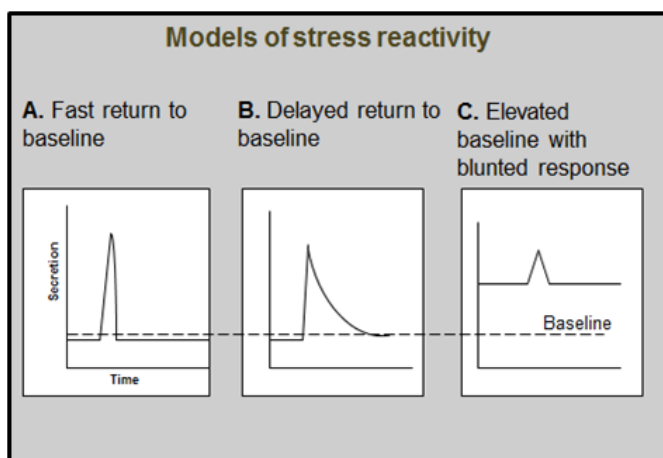 Models of stress reactivity
A. Fast return to
baseline
B. Delayed return to
baseline
C. Elevated
baseline with
blunted response
Secretion
Time
Baseline